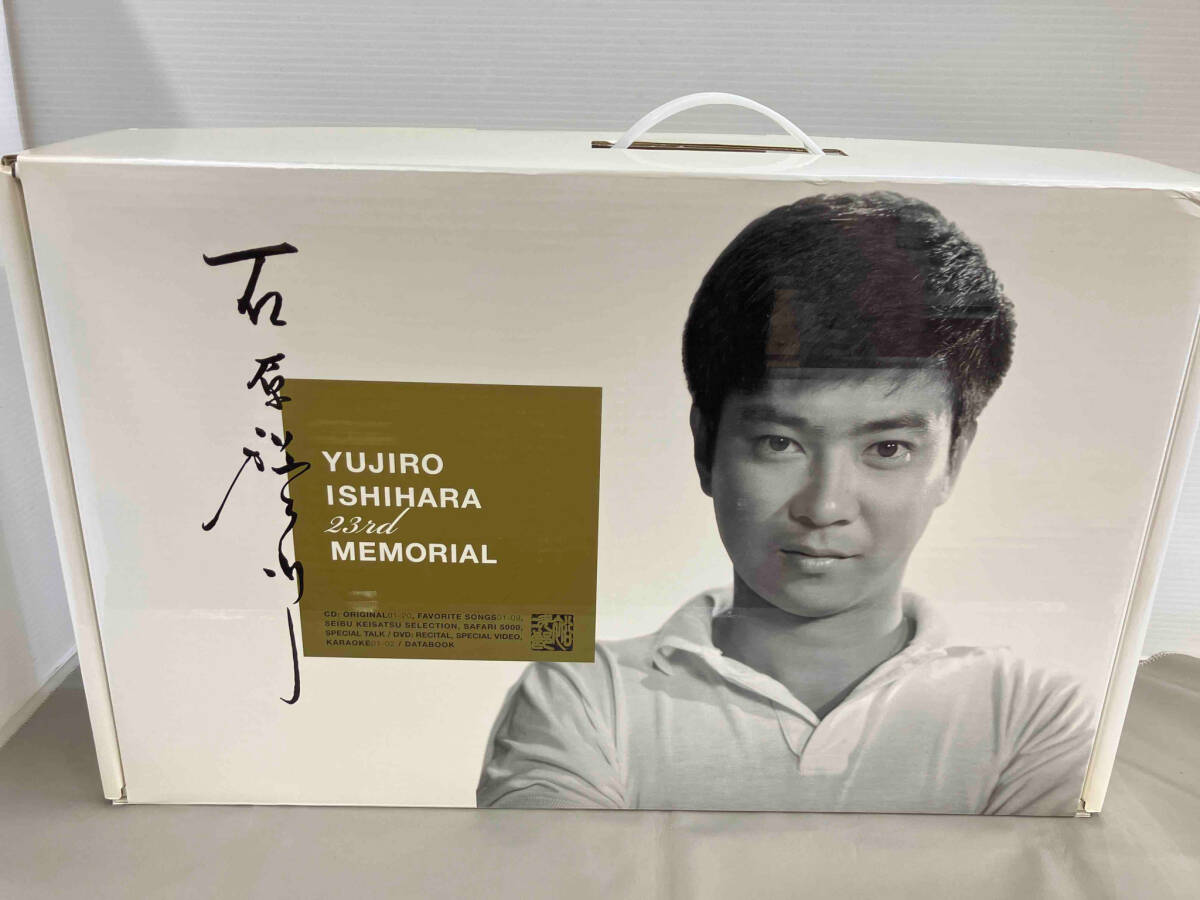 石原裕次郎
YUJIRO
ISHIHARA
23rd
MEMORIAL
CD: ORIGINAL01-20, FAVORITE SONGS01-09,
SEIBU KEISATSU SELECTION, SAFARI 5000,
SPECIAL TALK / DVD: RECITAL, SPECIAL VIDEO,
KARAOKE01-02 / DATABOOK